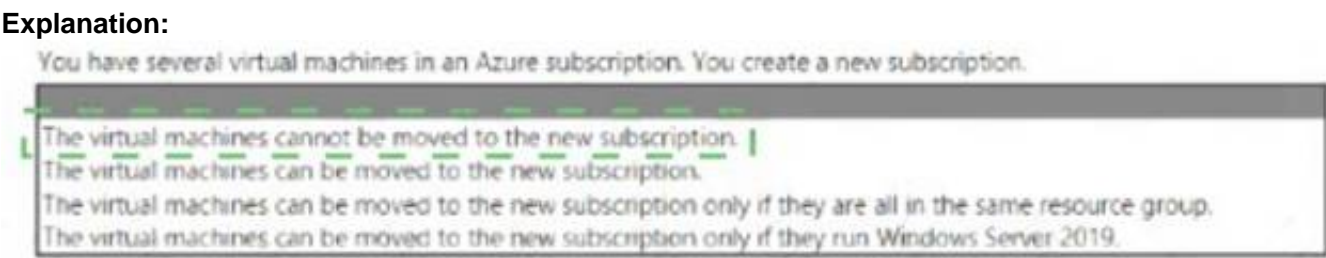 Explanation:
You have several virtual machines in an Azure subscription. You create a new subscription.
The virtual machines cannot be moved to the new subscription.
The virtual machines can be moved to the new subscription.
The virtual machines can be moved to the new subscription only if they are all in the same resource group.
The virtual machines can be moved to the new subscription only if they run Windows Server 2019.